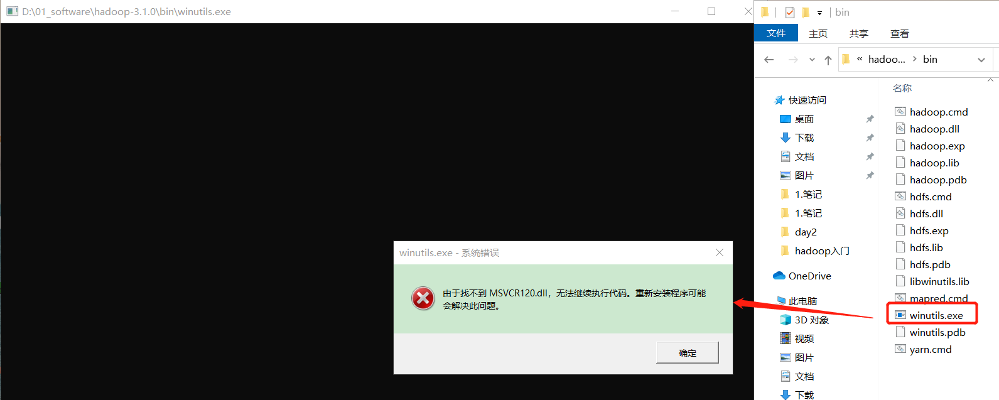 D:\01_software\hadoop-3.1.0\bin\winutils.exe
winutils.exe - 系统错误
由于找不到 MSVCR120.dll，无法继续执行代码。重新安装程序可能
会解决此问题。
确定
bin
文件
主页
共享
查看
« hadoo... > bin
名称
快速访问
桌面
下载
文档
图片
1.笔记
1.笔记
day2
hadoop入门
OneDrive
此电脑
3D 对象
视频
图片
文档
下载
hadoop.cmd
hadoop.dll
hadoop.exp
hadoop.lib
hadoop.pdb
hdfs.cmd
hdfs.dll
hdfs.exp
hdfs.lib
hdfs.pdb
libwinutils.lib
mapred.cmd
winutils.exe
winutils.pdb
yarn.cmd